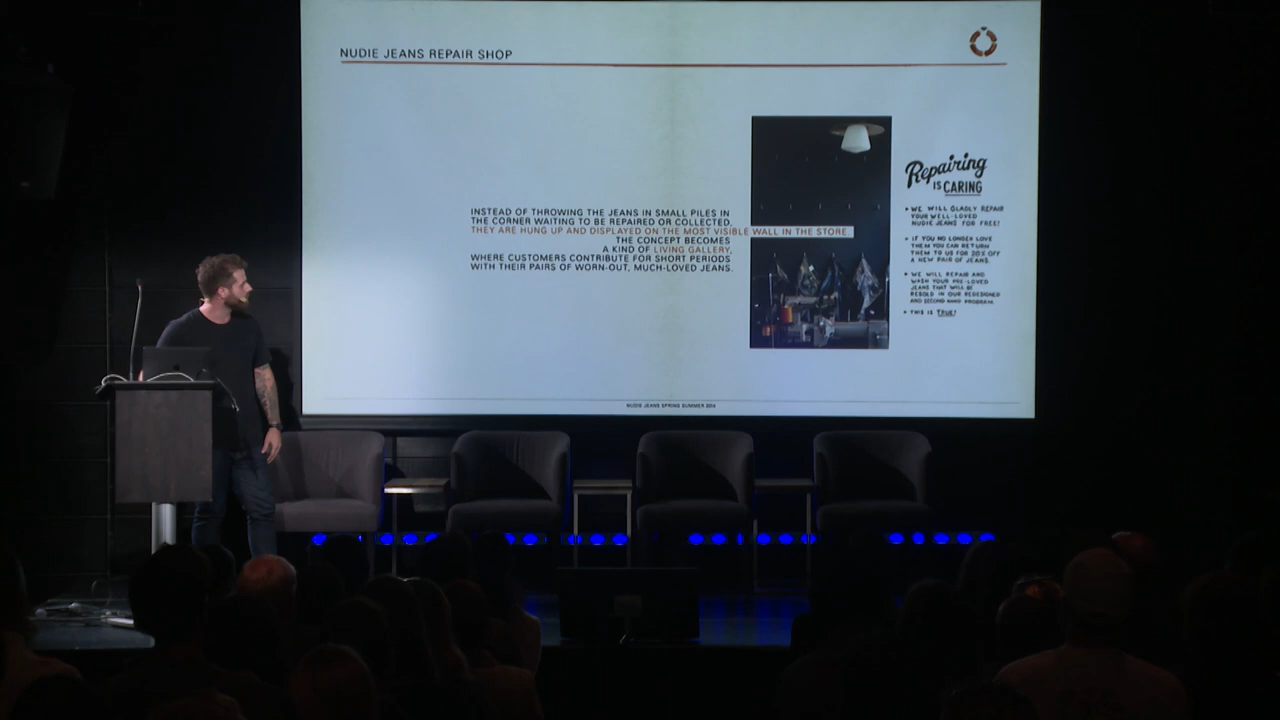 NUDIE JEANS REPAIR SHOP
INSTEAD OF THROWING THE JEANS IN SMALL PILES IN
THE CORNER WAITING TO BE REPAIRED OR COLLECTED,
THEY ARE HUNG UP AND DISPLAYED ON THE MOST VISIBLE WALL IN THE STORE.
THE CONCEPT BECOMES
A KIND OF LIVING GALLERY,
WHERE CUSTOMERS CONTRIBUTE FOR SHORT PERIODS
WITH THEIR PAIRS OF WORN-OUT, MUCH-LOVED JEANS.
Repairing
IS CARING
• WE WILL GLADLY REPAIR
YOUR WELL-LOVED
NUDIE JEANS FOR FREE!
• IF YOU NO LONGER LOVE
THEM YOU CAN RETURN
THEM TO US FOR 20% OFF
A NEW PAIR OF JEANS.
• WE WILL REPAIR AND
WASH YOUR PRE-LOVED
JEANS THAT WILL BE
RESOLD IN OUR REDESIGNED
AND SECOND HAND PROGRAM
• THIS IS TRUE!
NUDIE JEANS SPRING SUMMER 2014